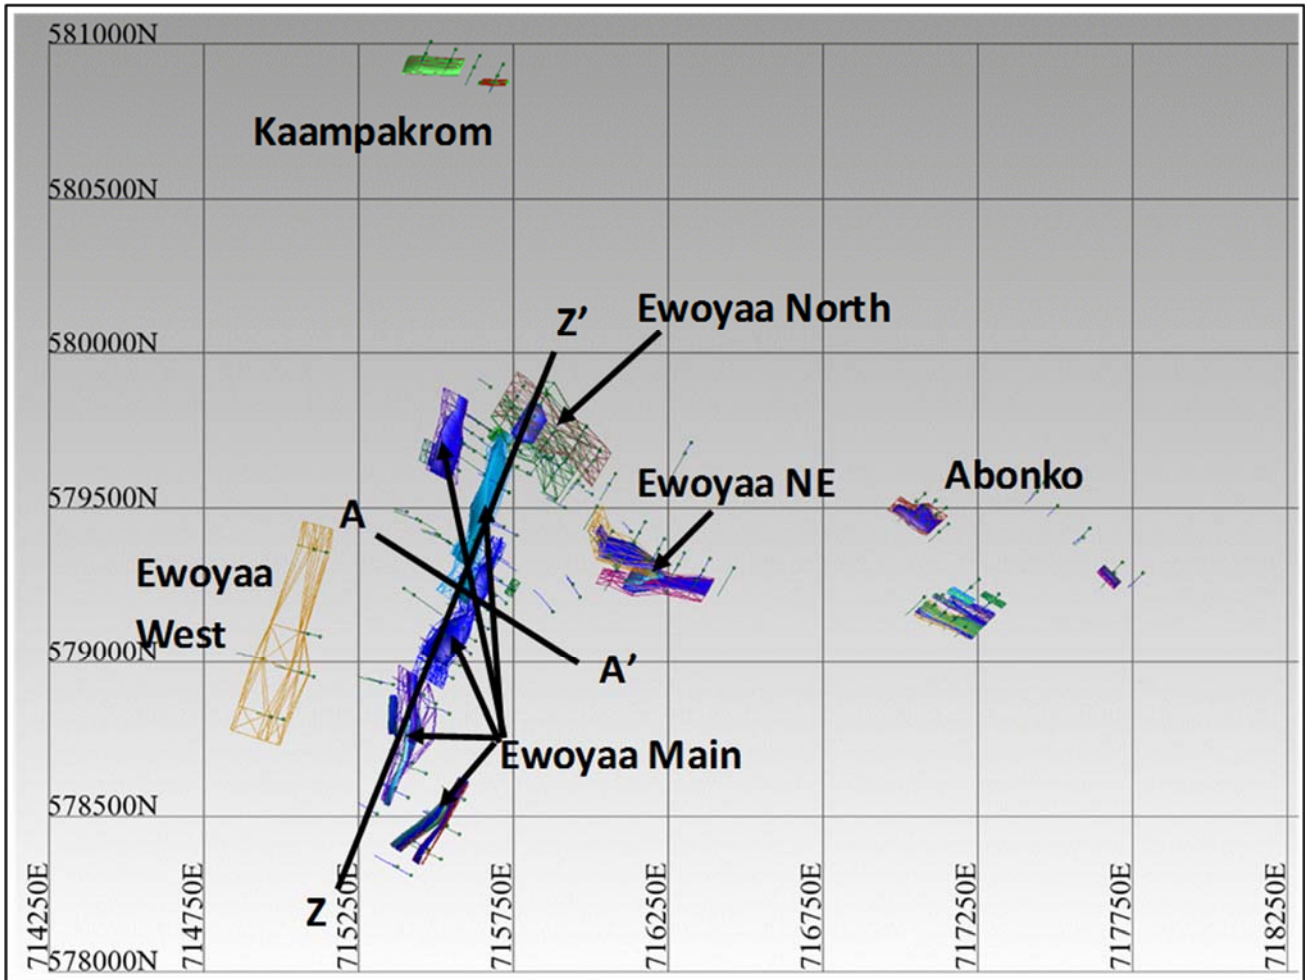 581000N
Kaampakrom
580500N
Ewoyaa North
Z’
580000N
Ewoyaa NE
Abonko
579500N
A
Ewoyaa
West
579000N
A’
Ewoyaa Main
578500N
Z
578000N
714250E
714750E
715250E
715750E
716250E
716750E
717250E
717750E
718250E